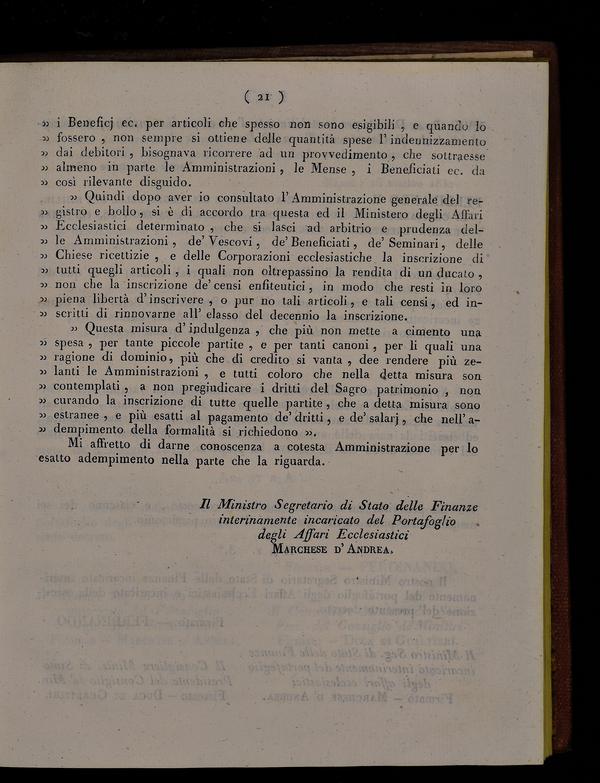 ( 21 )
» i Beneficj ec. per articoli che spesso non sono esigibili , e quando lo
» fossero , non sempre si ottiene delle quantità spese l' indennizzamento
» dai debitori , bisognava ricorrere ad un provvedimento , che sottraesse
» almeno in parte le Amministrazioni , le Mense , i Beneficiati ec. da
» così rilevante disguido.
» Quindi dopo aver io consultato l' Amministrazione generale del re-
» gistro e bollo, si è di accordo tra questa ed il Ministero degli Affari
» Ecclesiastici determinato , che si lasci ad arbitrio e prudenza del-
» le Amministrazioni , de' Vescovi , de' Beneficiati , de' Seminari , delle
» Chiese ricettizie , e delle Corporazioni ecclesiastiche la inscrizione di
» tutti quegli articoli , i quali non oltrepassino la rendita di un ducato ,
» non che la inscrizione de' censi enfiteutici , in modo che resti in loro
» piena libertà d' inscrivere , o pur no tali articoli , e tali censi , ed in-
» scritti di rinnovarne all' elasso del decennio la inscrizione.
» Questa misura d' indulgenza , che più non mette a cimento una
» spesa , per tante piccole partite , e per tanti canoni , per li quali una
» ragione di dominio, più che di credito si vanta , dee rendere più ze-
» lanti le Amministrazioni , e tutti coloro che nella detta misura son
» contemplati , a non pregiudicare i dritti del Sagro patrimonio , non
» curando la inscrizione di tutte quelle partite , che a detta misura sono
» estranee , e più esatti al pagamento de' dritti , e de' salarj , che nell' a-
» dempimento della formalità si richiedono ».
Mi affretto di darne conoscenza a cotesta Amministrazione per lo
esatto adempimento nella parte che la riguarda.
Il Ministro Segretario di Stato delle Finanze
interinamente incaricato del Portafoglio
degli Affari Ecclesiastici
MARCHESE D' ANDREA.